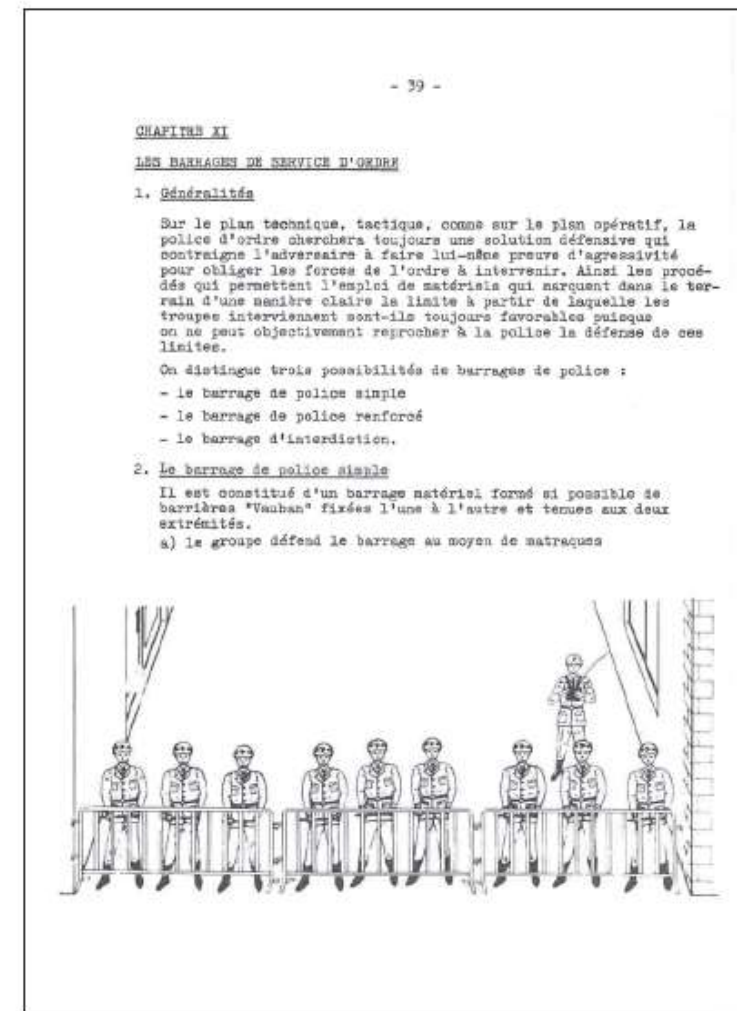 - 39 -
CHAPITRE XI
LES BARRAGES DE SERVICE D'ORDRE
1. Généralités
Sur le plan technique, tactique, comme sur le plan opératif, la
police d'ordre cherchera toujours une solution défensive qui
contraigne l'adversaire à faire lui-même preuve d'agressivité
pour obliger les forces de l'ordre à intervenir. Ainsi les procé-
dés qui permettent l'emploi de matériels qui marquent dans le ter-
rain d'une manière claire la limite à partir de laquelle les
troupes interviennent sont-ils toujours favorables puisque
on ne peut objectivement reprocher à la police la défense de ces
limites.
On distingue trois possibilités de barrages de police :
- le barrage de police simple
- le barrage de police renforcé
- le barrage d'interdiction.
2. Le barrage de police simple
Il est constitué d'un barrage matériel formé si possible de
barrières "Vauban" fixées l'une à l'autre et tenues aux deux
extrémités.
a) le groupe défend le barrage au moyen de matraques